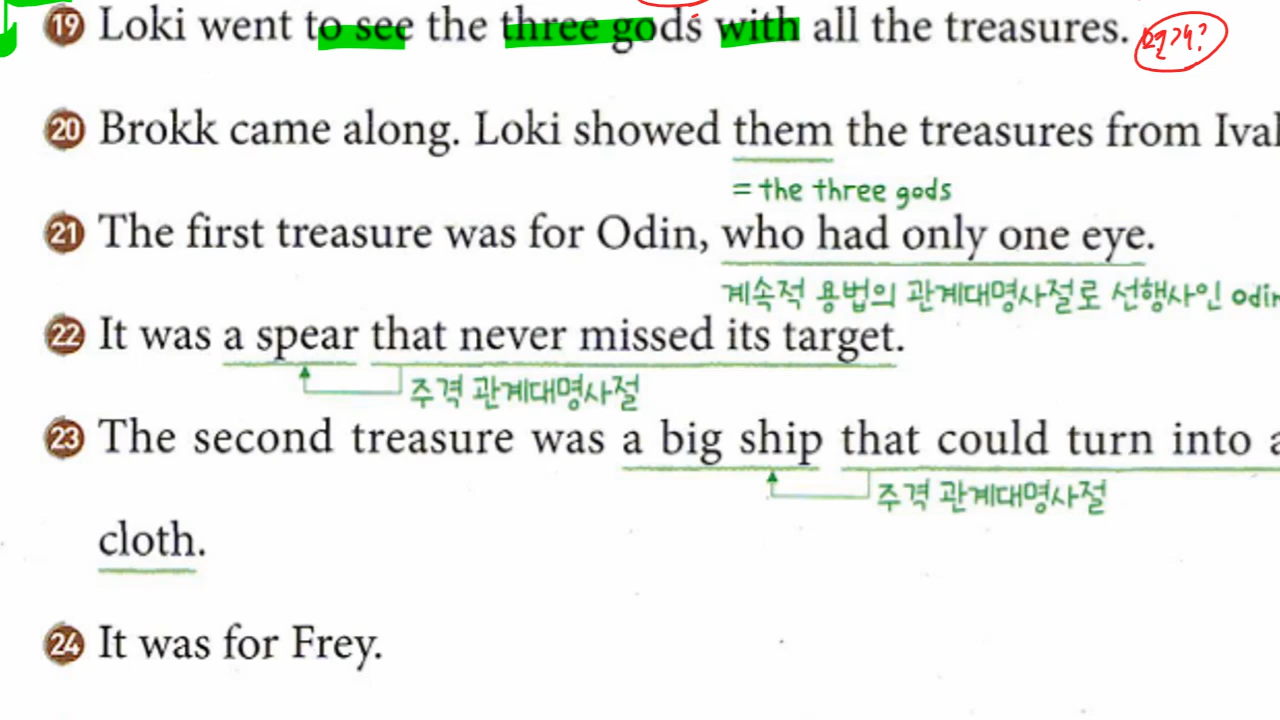 ⑲ Loki went to see the three gods with all the treasures.
⑳ Brokk came along. Loki showed them the treasures from
= the three gods
㉑ The first treasure was for Odin, who had only one eye.
계속적 용법의 관계대명사절로 선행사인
㉒ It was a spear that never missed its target.
주격 관계대명사절
㉓ The second treasure was a big ship that could turn into a
주격 관계대명사절
cloth.
㉔ It was for Frey.